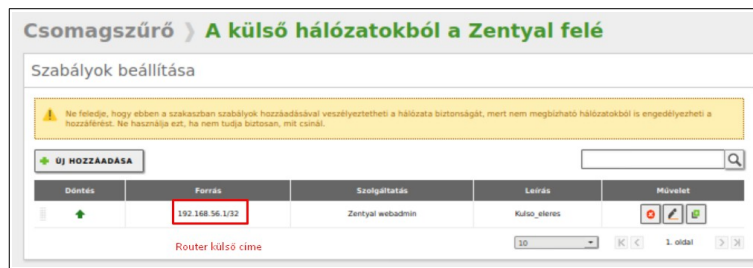 Csomagszűrő ⟩ A külső hálózatokból a Zentyal felé
Szabályok beállítása
Ne feledje, hogy ebben a szakaszban szabályok hozzáadásával veszélyeztetheti a hálózata biztonságát, mert nem megbízható hálózatokból is engedélyezheti a
hozzáférést. Ne használja ezt, ha nem tudja biztosan, mit csinál.
ÚJ HOZZÁADÁSA
Döntés Forrás Szolgáltatás Leírás Művelet
192.168.56.1/32 Zentyal webadmin Kulso_eleres
Router külső címe
10 1. oldal